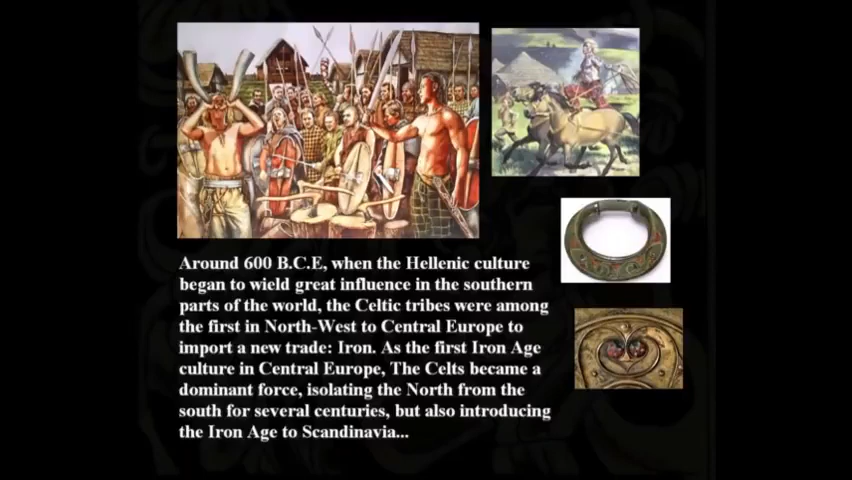 Around 600 B.C.E, when the Hellenic culture
began to wield great influence in the southern
parts of the world, the Celtic tribes were among
the first in North-West to Central Europe to
import a new trade: Iron. As the first Iron Age
culture in Central Europe, The Celts became a
dominant force, isolating the North from the
south for several centuries, but also introducing
the Iron Age to Scandinavia...